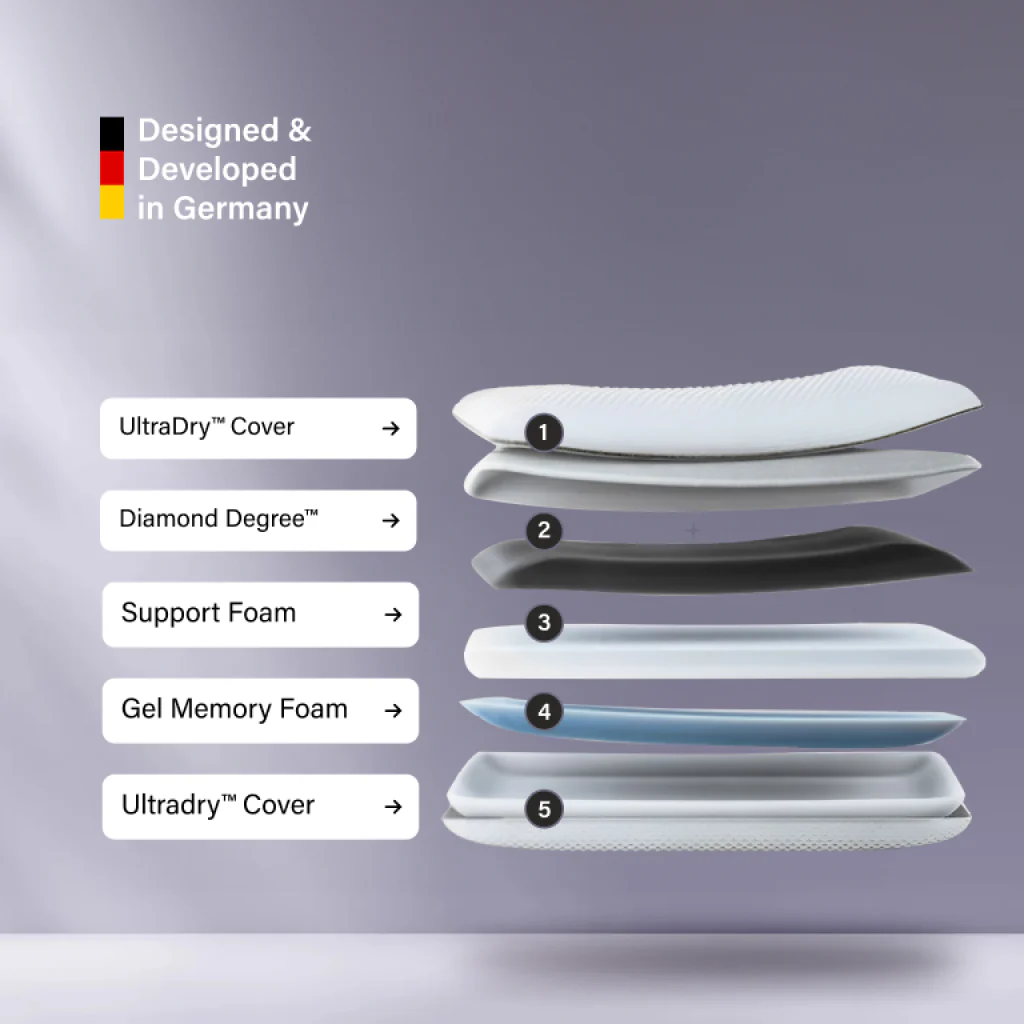 Designed &
Developed
in Germany
UltraDry™ Cover →
1
Diamond Degree™ →
2
Support Foam →
3
Gel Memory Foam →
4
Ultradry™ Cover →
5